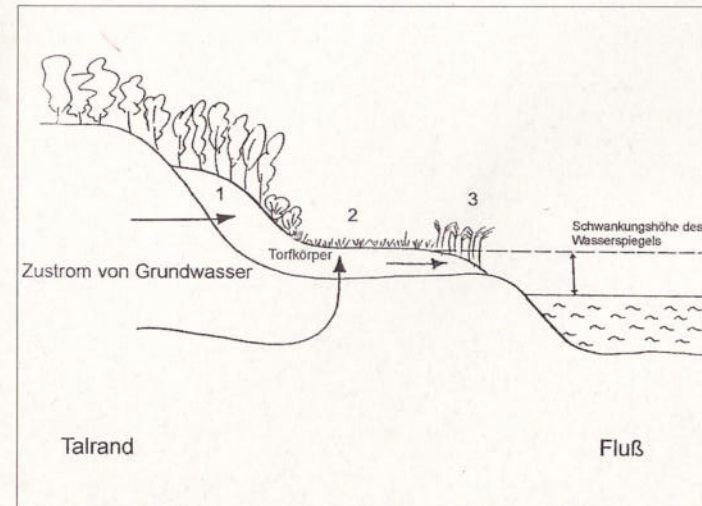 1
2
3
Schwankungshöhe des
Wasserspiegels
Torfkörper
Zustrom von Grundwasser
Talrand
Fluß